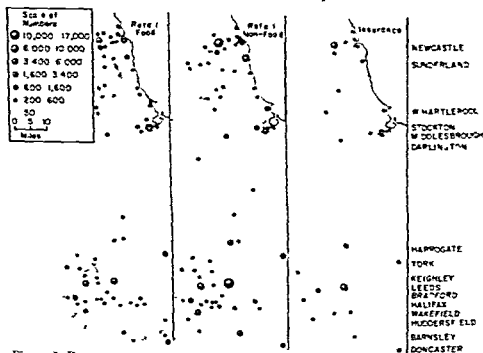 Scale of
Numbers
10,000 17,000
6,000 10,000
3,400 6,000
1,600 3,400
600 1,600
200 600
50
0 5 10
Miles
Retail
Food
Retail
Non-Food
Insurance
NEWCASTLE
SUNDERLAND
W HARTLEPOOL
STOCKTON
MIDDLESBROUGH
DARLINGTON
HARROGATE
YORK
KEIGHLEY
LEEDS
BRADFORD
HALIFAX
WAKEFIELD
HUDDERSFIELD
BARNSLEY
DONCASTER